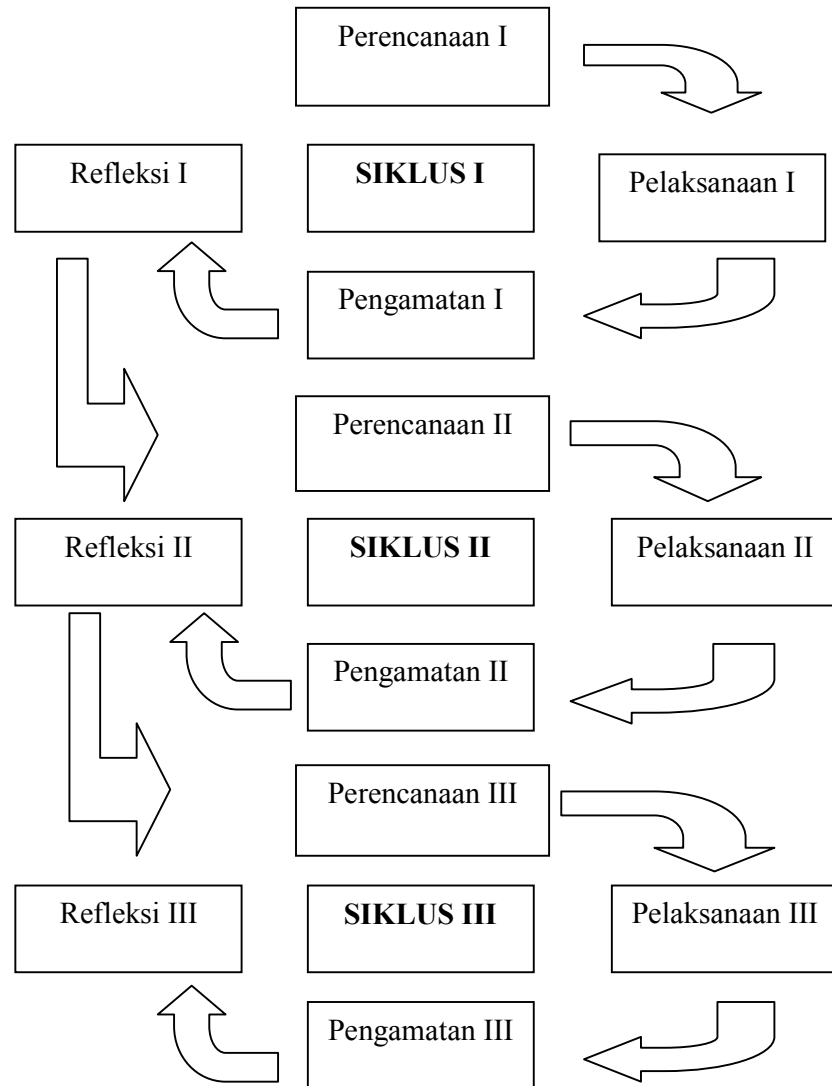 Perencanaan I
Refleksi I
SIKLUS I
Pelaksanaan I
Pengamatan I
Perencanaan II
Refleksi II
SIKLUS II
Pelaksanaan II
Pengamatan II
Perencanaan III
Refleksi III
SIKLUS III
Pelaksanaan III
Pengamatan III